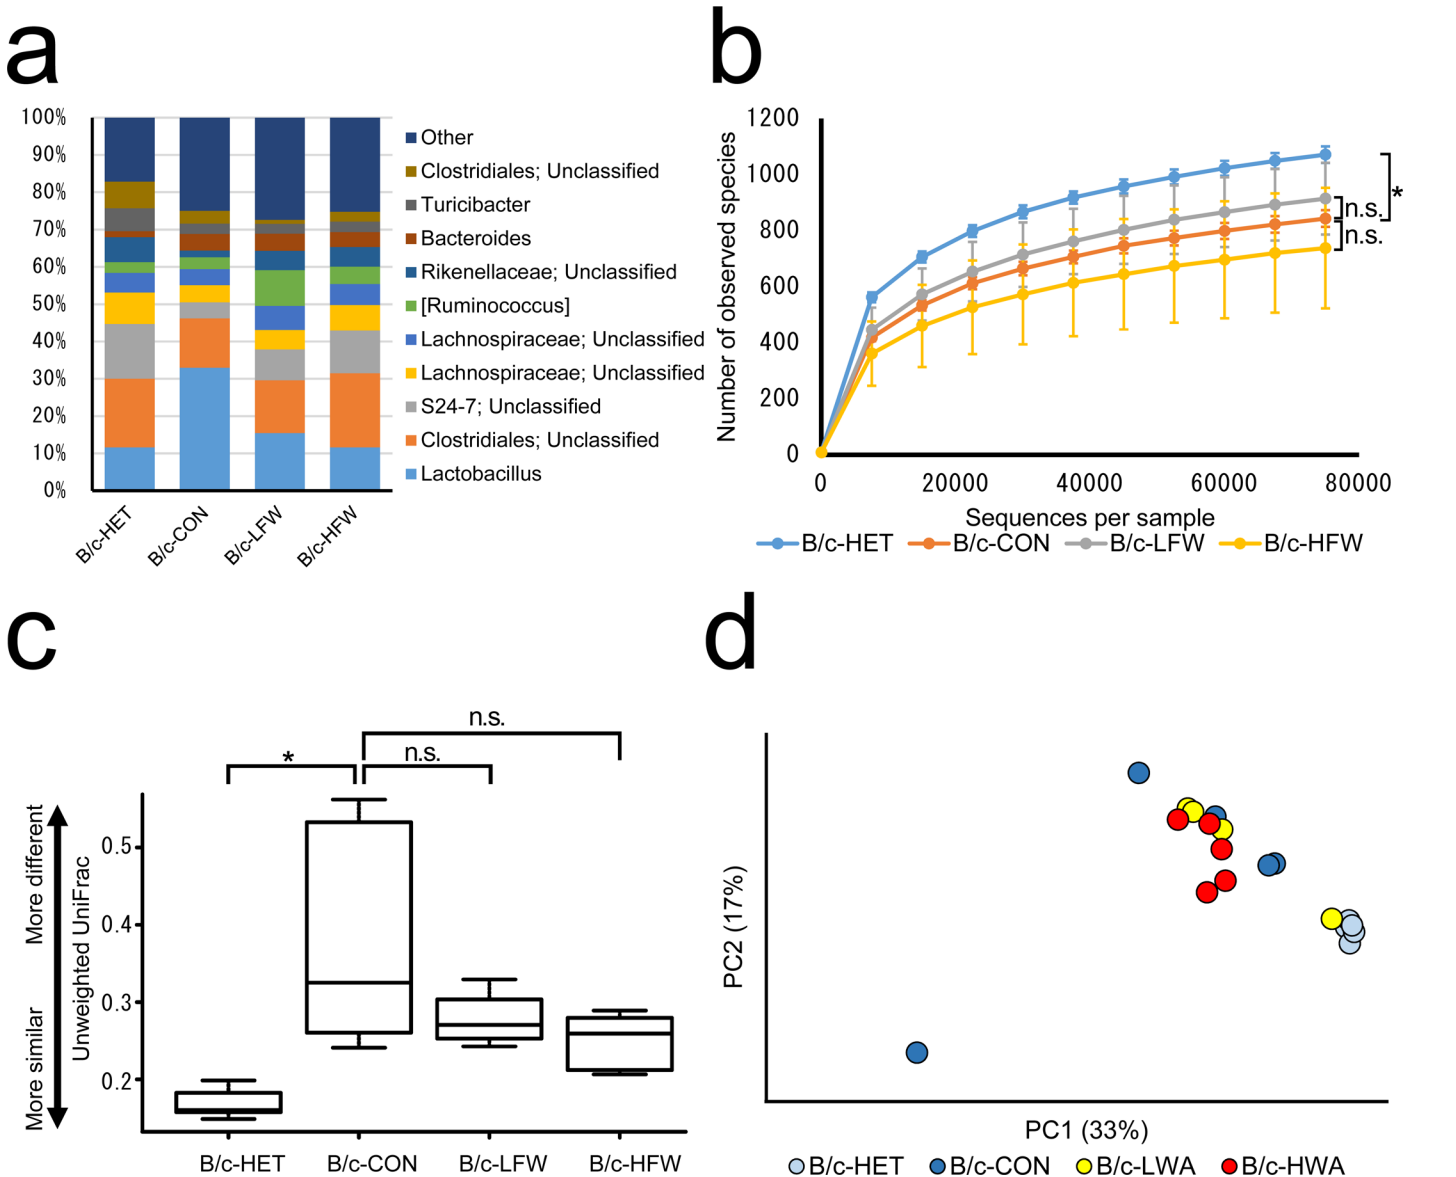 a
100%
90%
80%
70%
60%
50%
40%
30%
20%
10%
0%
B/c-HET
B/c-CON
B/c-LFW
B/c-HFW
Other
Clostridiales; Unclassified
Turicibacter
Bacteroides
Rikenellaceae; Unclassified
[Ruminococcus]
Lachnospiraceae; Unclassified
Lachnospiraceae; Unclassified
S24-7; Unclassified
Clostridiales; Unclassified
Lactobacillus
b
Number of observed species
1200
1000
800
600
400
200
0
0 20000 40000 60000 80000
Sequences per sample
n.s.
n.s.
*
B/c-HET B/c-CON B/c-LFW B/c-HFW
c
More different
More similar
Unweighted UniFrac
0.5
0.4
0.3
0.2
n.s.
* n.s.
B/c-HET B/c-CON B/c-LFW B/c-HFW
d
PC2 (17%)
PC1 (33%)
B/c-HET B/c-CON B/c-LWA B/c-HWA